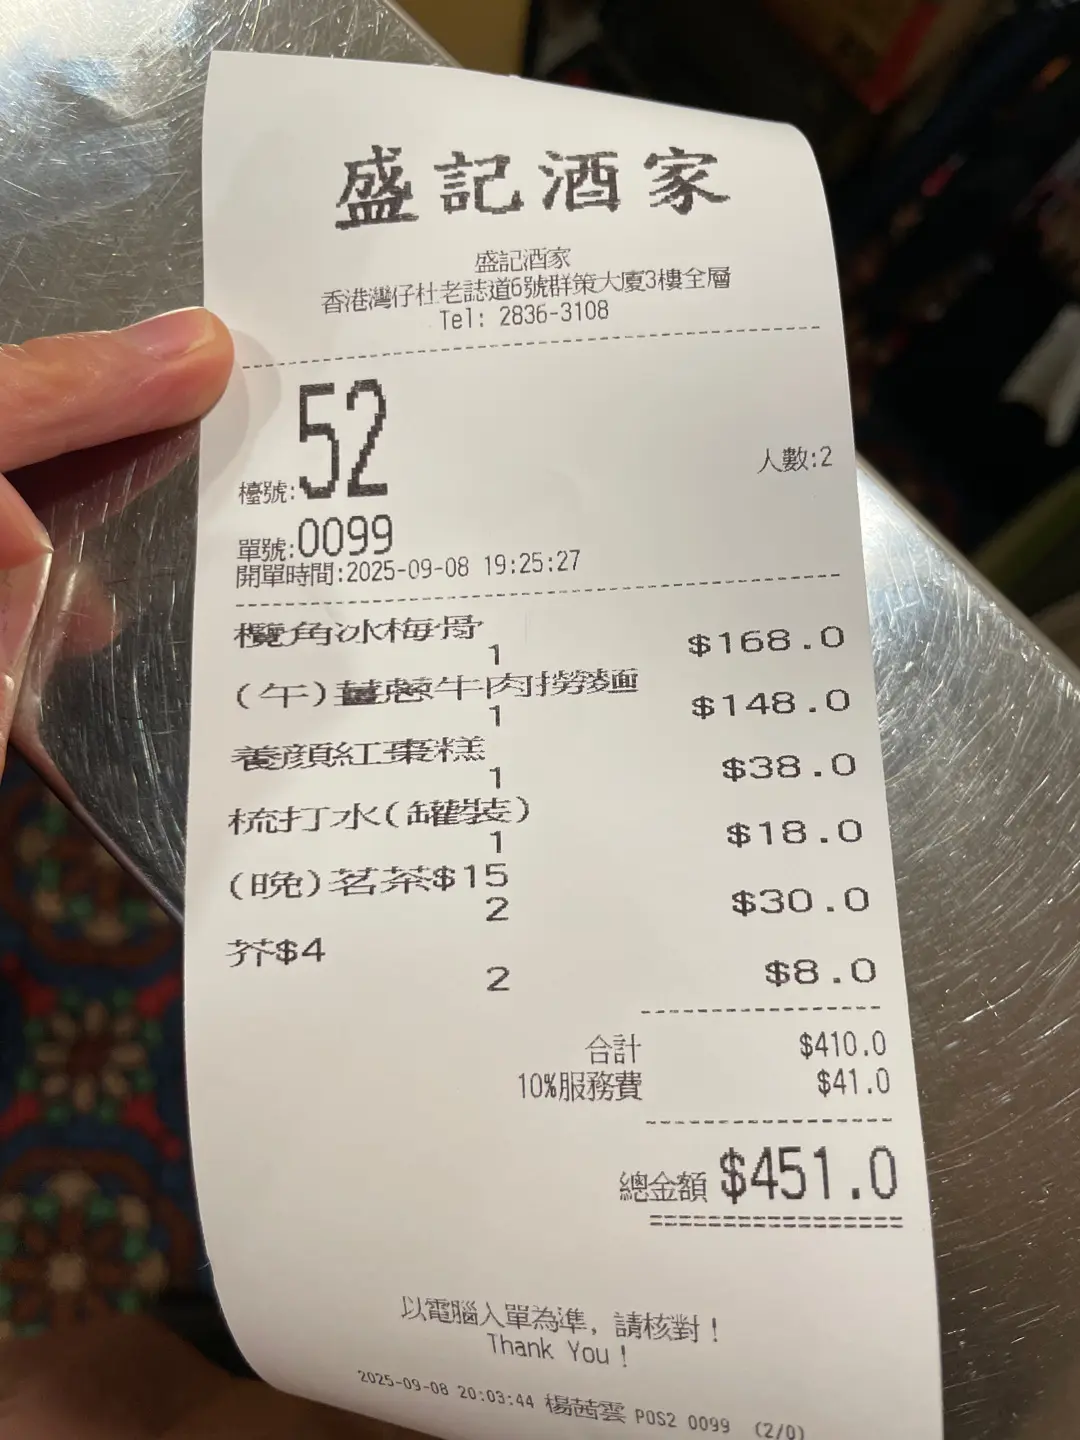 盛記酒家
盛記酒家
香港灣仔杜老誌道6號群策大廈3樓全層
Tel: 2836-3108
52
檯號:
人數:2
單號:0099
開單時間:2025-09-08 19:25:27
欖角冰梅骨
1 $168.0
(午)薑蔥牛肉撈麵
1 $148.0
養顏紅棗糕
1 $38.0
梳打水(罐裝)
1 $18.0
(晚)茗茶$15
2 $30.0
芥$4
2 $8.0
合計 $410.0
10%服務費 $41.0
總金額 $451.0
以電腦入單為準, 請核對!
Thank You!
2025-09-08 20:03:44 楊茜雲 POS2 0099 (2/0)